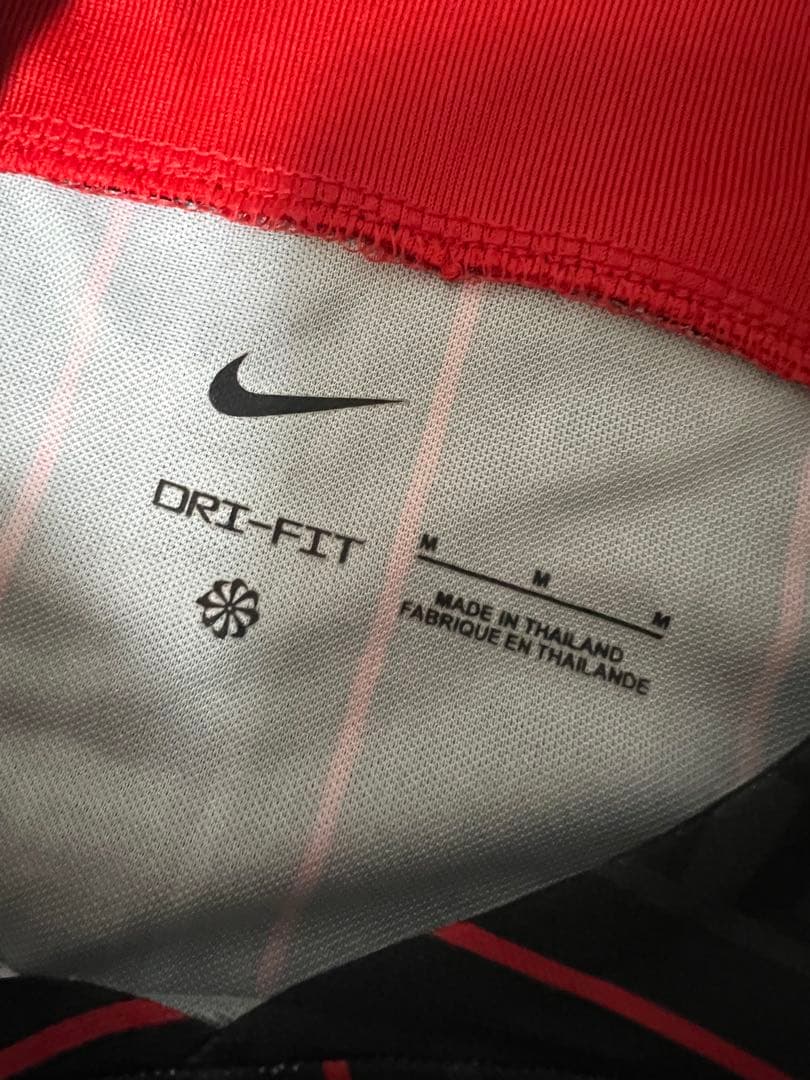 DRI-FIT
M M M
MADE IN THAILAND
FABRIQUE EN THAILANDE